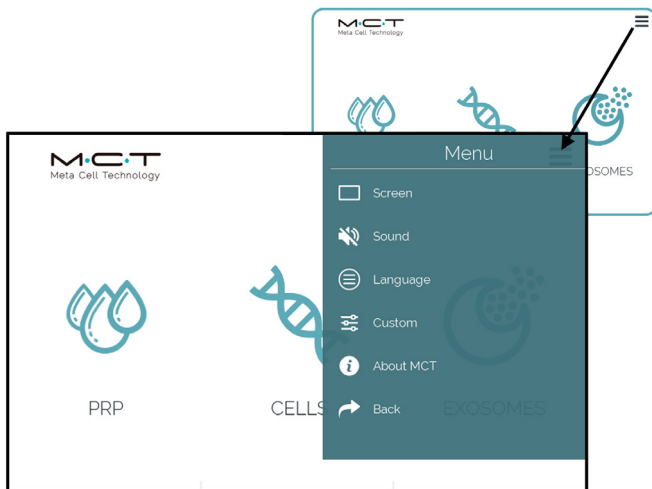 M·C·T
Meta Cell Technology
OSOMES
M·C·T
Meta Cell Technology
Menu
Screen
Sound
Language
Custom
i About MCT
Back
PRP
CELLS
EXOSOMES